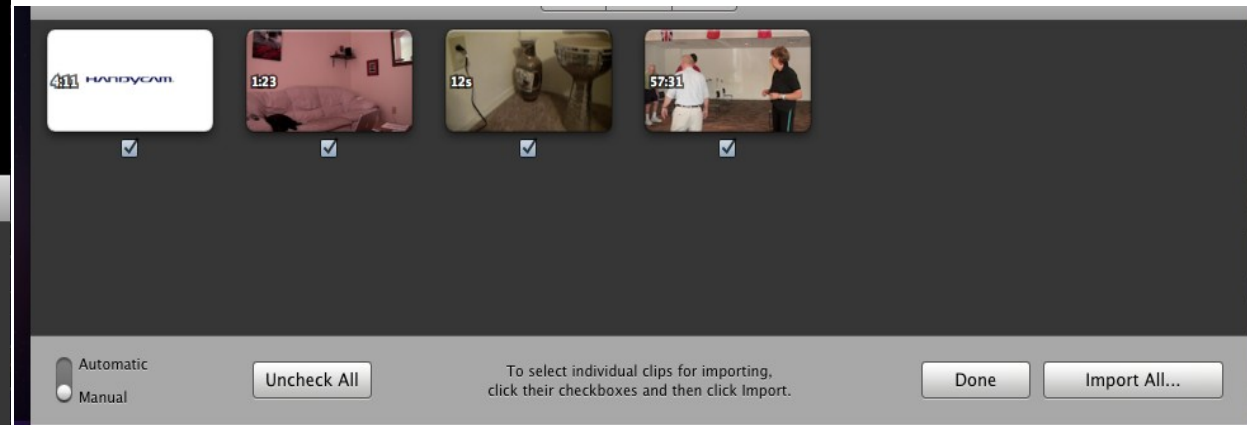 4:11
HANDYCAM
1:23
12s
57:31
Automatic
Manual
Uncheck All
To select individual clips for importing,
click their checkboxes and then click Import.
Done
Import All...